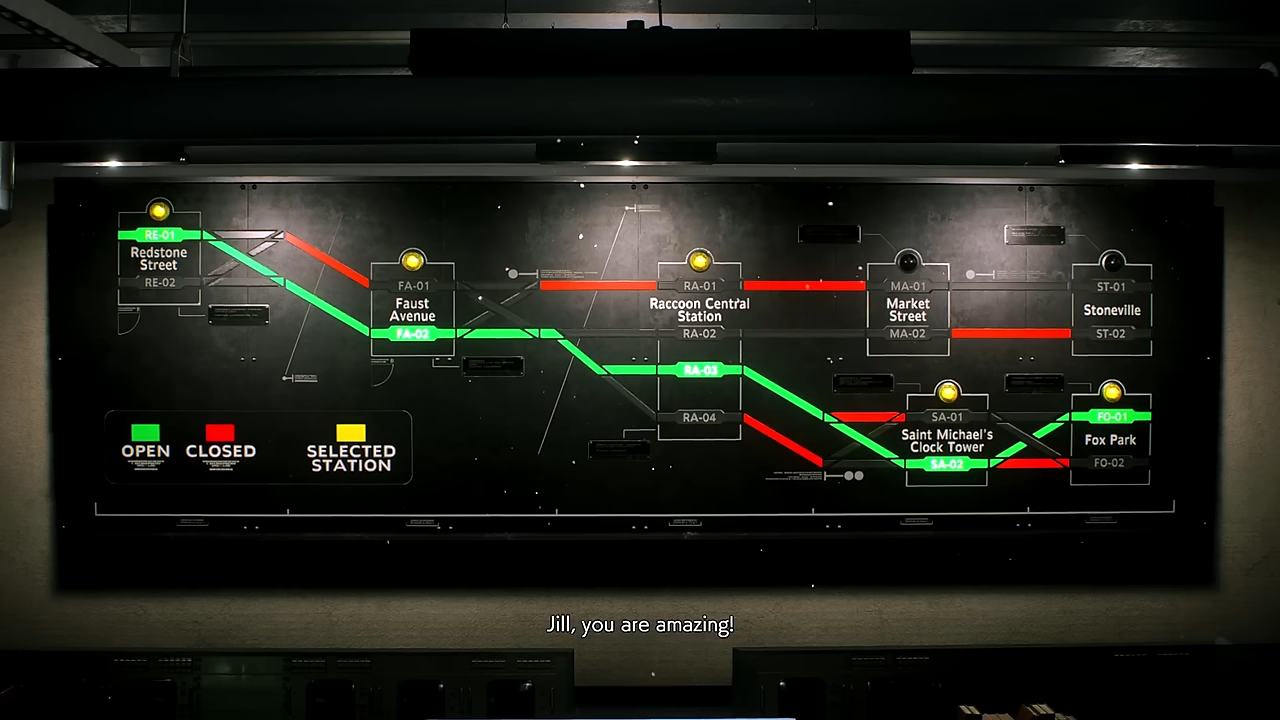 RE-01
Redstone
Street
RE-02
FA-01
Faust
Avenue
FA-02
RA-01
Raccoon Central
Station
RA-02
RA-03
RA-04
MA-01
Market
Street
MA-02
ST-01
Stoneville
ST-02
SA-01
Saint Michael's
Clock Tower
SA-02
FO-01
Fox Park
FO-02
OPEN
CLOSED
SELECTED
STATION
Jill, you are amazing!